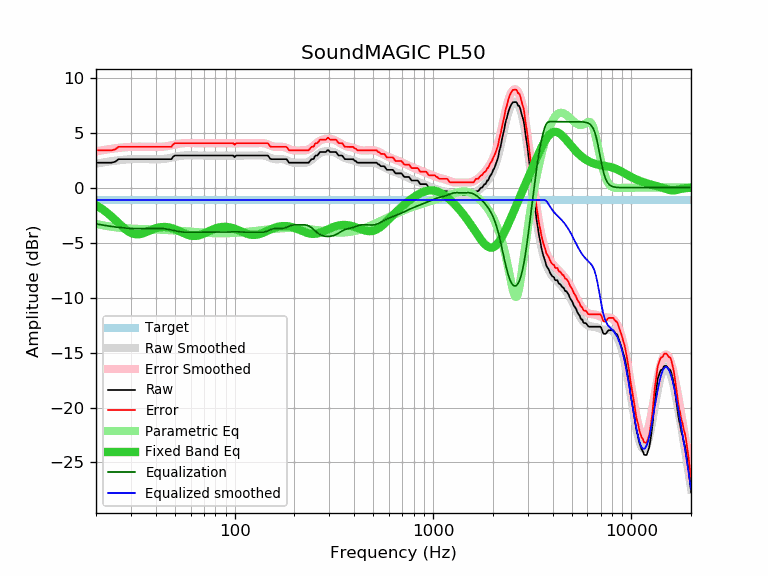 SoundMAGIC PL50
10
5
0
−5
−10
−15
−20
−25
Amplitude (dBr)
Target
Raw Smoothed
Error Smoothed
Raw
Error
Parametric Eq
Fixed Band Eq
Equalization
Equalized smoothed
100
1000
10000
Frequency (Hz)